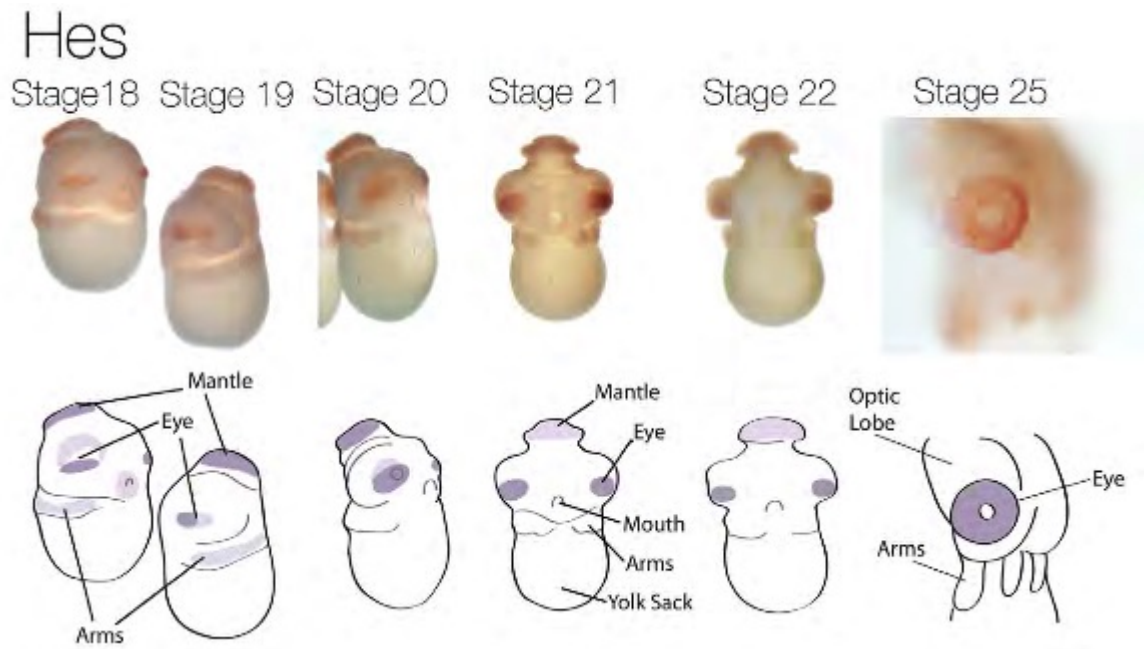 Hes
Stage18 Stage 19 Stage 20 Stage 21 Stage 22 Stage 25
Mantle
Eye
Arms
Mantle
Eye
Mouth
Arms
Yolk Sack
Optic
Lobe
Eye
Arms